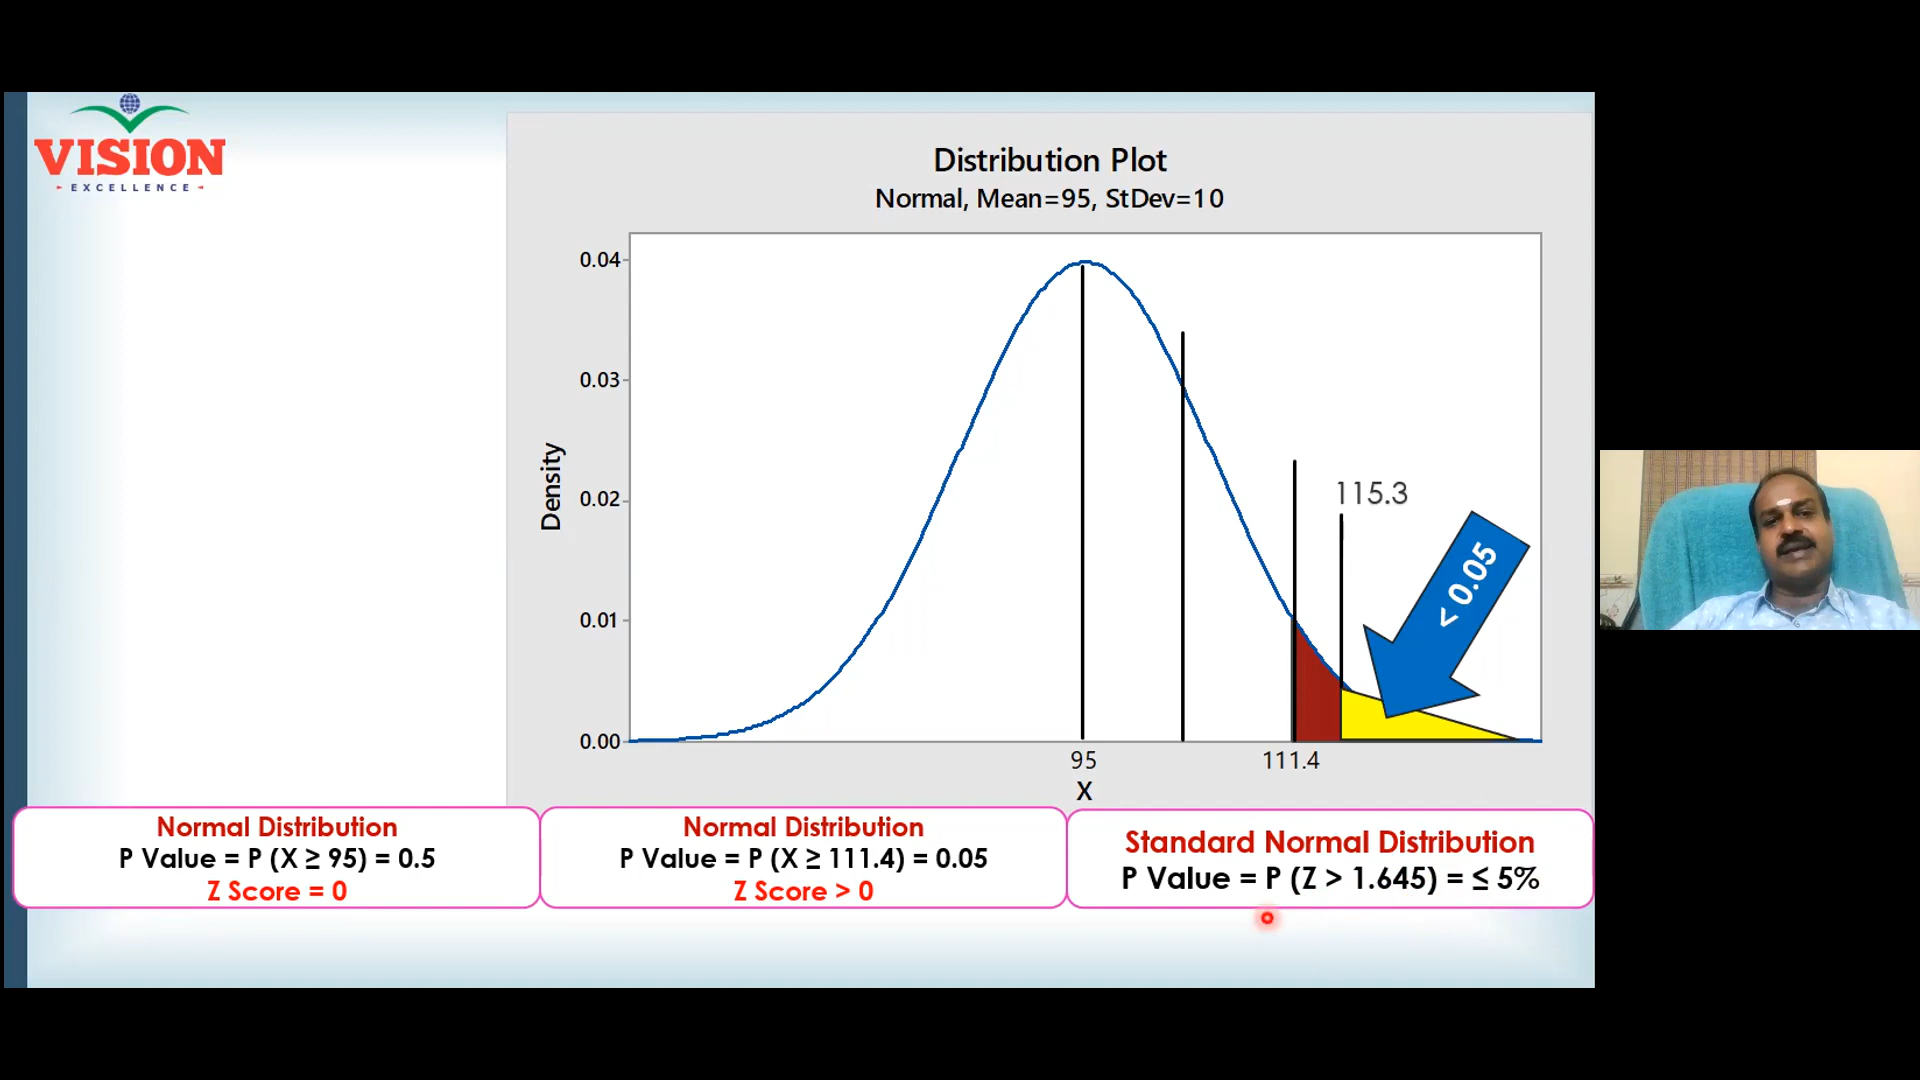 VISION
EXCELLENCE
Distribution Plot
Normal, Mean=95, StDev=10
0.04
0.03
0.02
0.01
0.00
Density
115.3
< 0.05
95
111.4
X
Normal Distribution
P Value = P (X ≥ 95) = 0.5
Z Score = 0
Normal Distribution
P Value = P (X ≥ 111.4) = 0.05
Z Score > 0
Standard Normal Distribution
P Value = P (Z > 1.645) = ≤ 5%